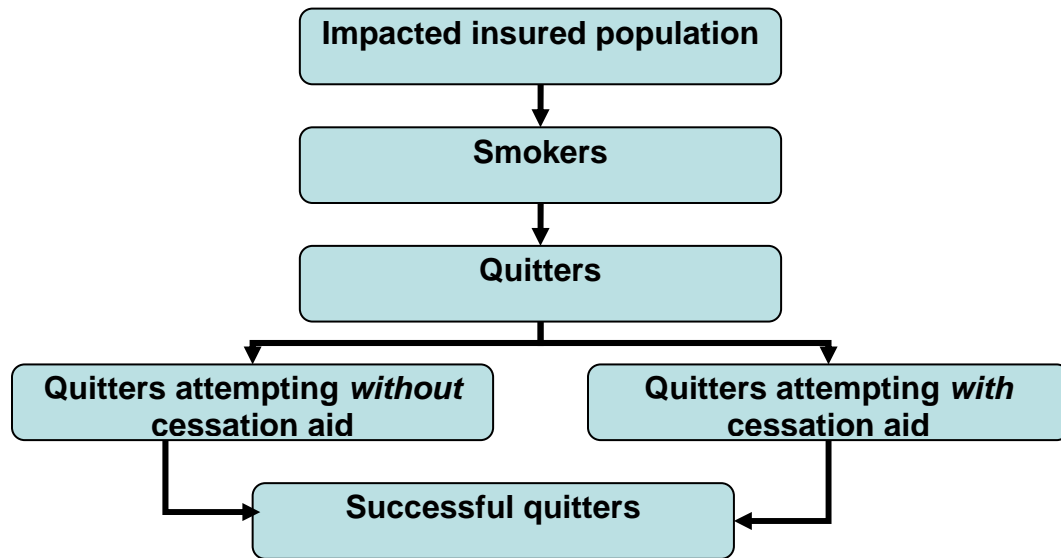 Impacted insured population
Smokers
Quitters
Quitters attempting without
cessation aid
Quitters attempting with
cessation aid
Successful quitters